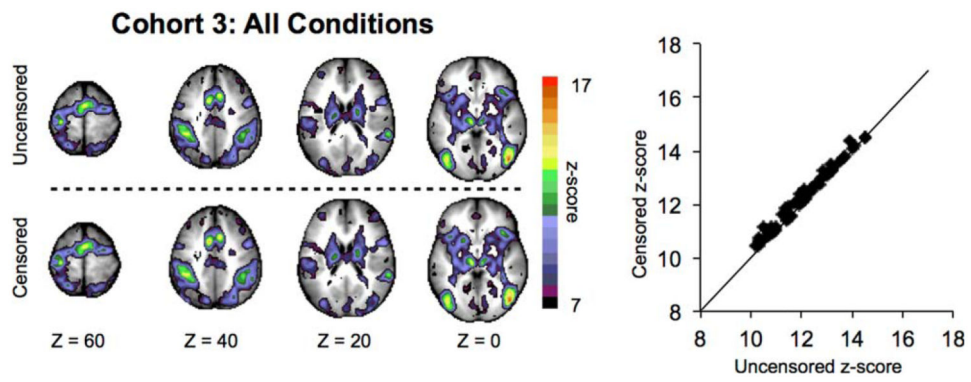 Cohort 3: All Conditions
Uncensored
Censored
Z = 60
Z = 40
Z = 20
Z = 0
17
z-score
7
Censored z-score
18
16
14
12
10
8
8
10
12
14
16
18
Uncensored z-score